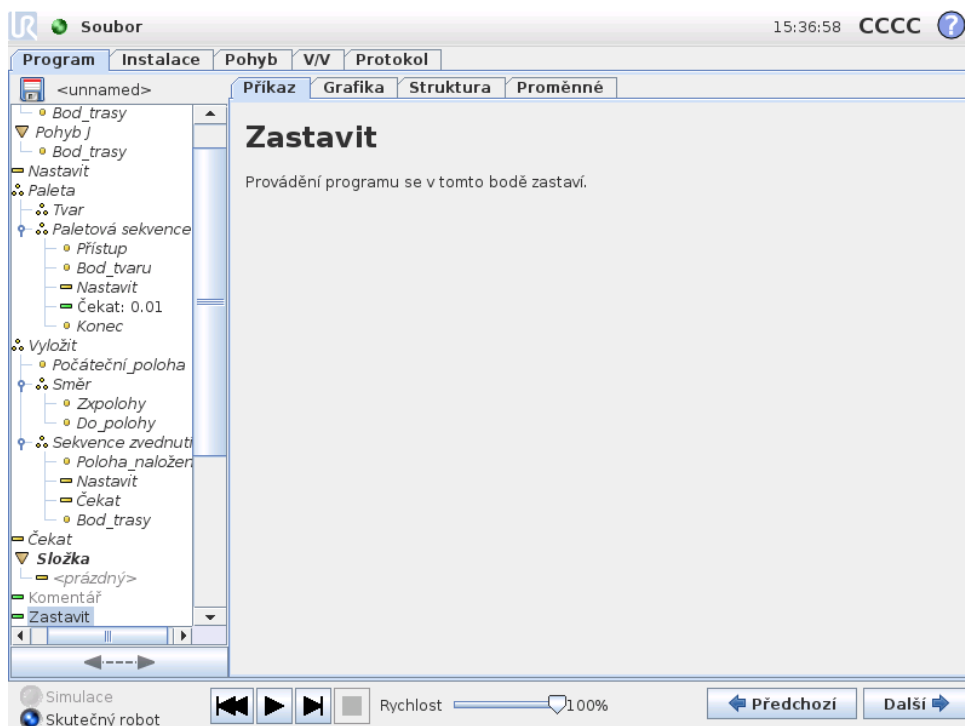 UR Soubor 15:36:58 CCCC ?
Program Instalace Pohyb V/V Protokol
<unnamed> Příkaz Grafika Struktura Proměnné
Bod_trasy
Pohyb J
Bod_trasy
Nastavit
Paleta
Tvar
Paletová sekvence
Přístup
Bod_tvaru
Nastavit
Čekat: 0.01
Konec
Vyložit
Počáteční_poloha
Směr
Zxpolohy
Do_polohy
Sekvence zvednutí
Poloha_naložen
Nastavit
Čekat
Bod_trasy
Čekat
Složka
<prázdný>
Komentář
Zastavit
Zastavit
Provádění programu se v tomto bodě zastaví.
Simulace
Skutečný robot
Rychlost 100%
Předchozí Další